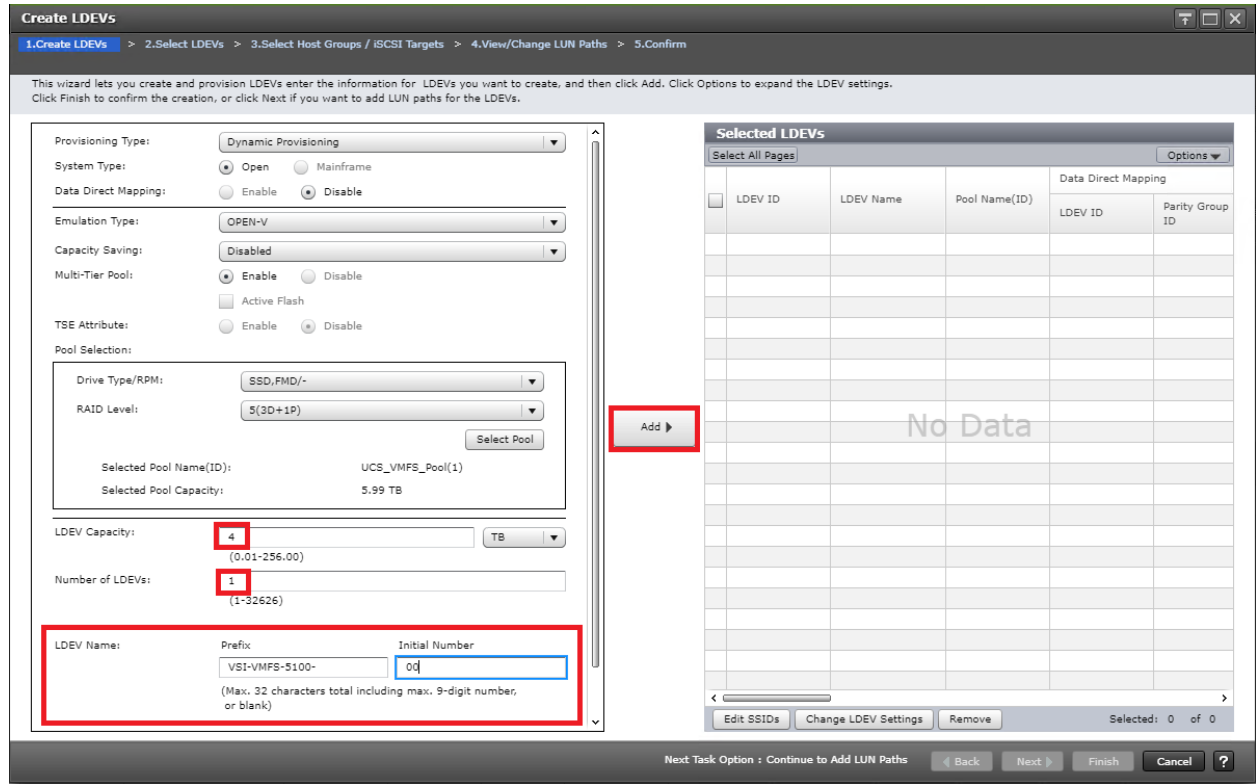 Create LDEVs
1.Create LDEVs > 2.Select LDEVs > 3.Select Host Groups / iSCSI Targets > 4.View/Change LUN Paths > 5.Confirm
This wizard lets you create and provision LDEVs enter the information for LDEVs you want to create, and then click Add. Click Options to expand the LDEV settings.
Click Finish to confirm the creation, or click Next if you want to add LUN paths for the LDEVs.
Provisioning Type: Dynamic Provisioning
System Type: Open Mainframe
Data Direct Mapping: Enable Disable
Emulation Type: OPEN-V
Capacity Saving: Disabled
Multi-Tier Pool: Enable Disable
Active Flash
TSE Attribute: Enable Disable
Pool Selection:
Drive Type/RPM: SSD,FMD/-
RAID Level: 5(3D+1P)
Select Pool
Selected Pool Name(ID): UCS_VMFS_Pool(1)
Selected Pool Capacity: 5.99 TB
LDEV Capacity: 4 TB
(0.01-256.00)
Number of LDEVs: 1
(1-32626)
LDEV Name: Prefix Initial Number
VSI-VMFS-5100- 00
(Max. 32 characters total including max. 9-digit number,
or blank)
Add
Selected LDEVs
Select All Pages Options
LDEV ID LDEV Name Pool Name(ID) Data Direct Mapping
LDEV ID Parity Group
ID
No Data
Edit SSIDs Change LDEV Settings Remove Selected: 0 of 0
Next Task Option : Continue to Add LUN Paths Back Next Finish Cancel ?